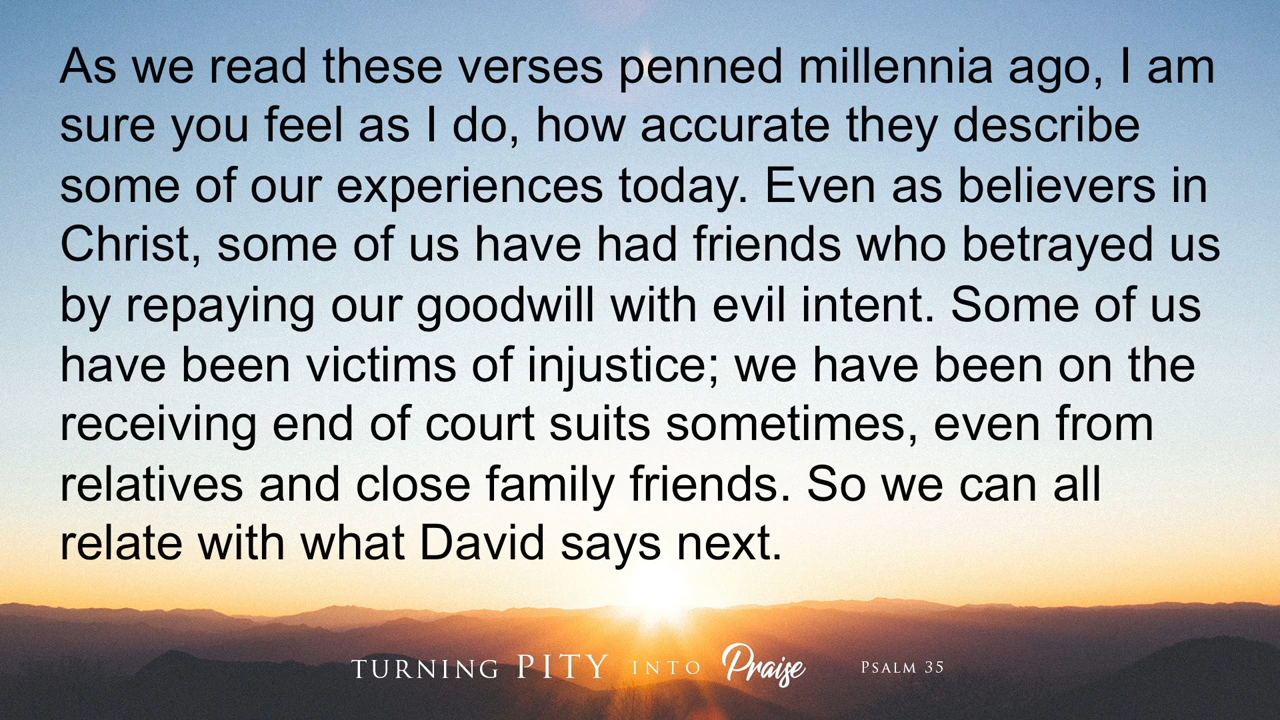 As we read these verses penned millennia ago, I am
sure you feel as I do, how accurate they describe
some of our experiences today. Even as believers in
Christ, some of us have had friends who betrayed us
by repaying our goodwill with evil intent. Some of us
have been victims of injustice; we have been on the
receiving end of court suits sometimes, even from
relatives and close family friends. So we can all
relate with what David says next.
TURNING PITY INTO Praise PSALM 35